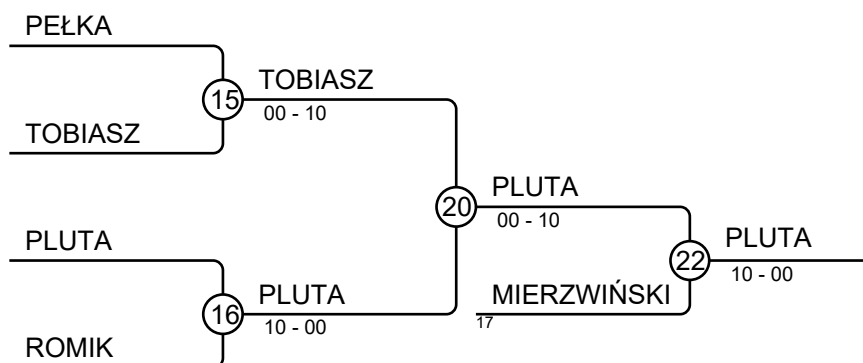 PEŁKA
15
TOBIASZ
00 - 10
TOBIASZ
20
PLUTA
00 - 10
PLUTA
22
PLUTA
10 - 00
16
PLUTA
10 - 00
MIERZWIŃSKI
17
ROMIK